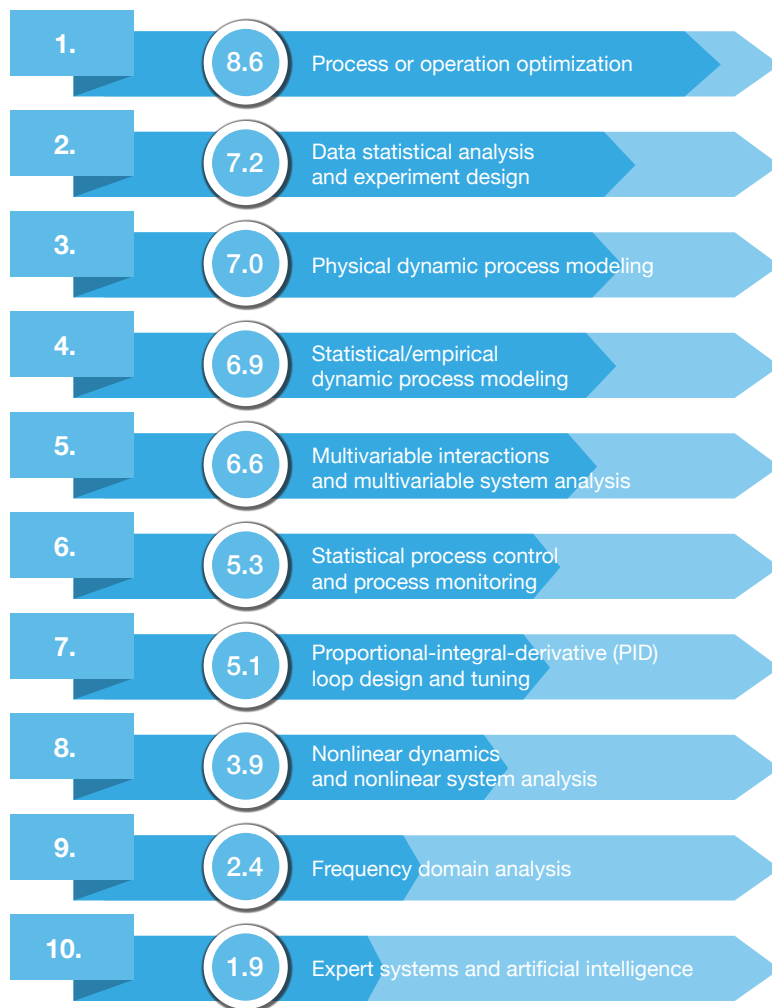 1.
8.6
Process or operation optimization
2.
7.2
Data statistical analysis
and experiment design
3.
7.0
Physical dynamic process modeling
4.
6.9
Statistical/empirical
dynamic process modeling
5.
6.6
Multivariable interactions
and multivariable system analysis
6.
5.3
Statistical process control
and process monitoring
7.
5.1
Proportional-integral-derivative (PID)
loop design and tuning
8.
3.9
Nonlinear dynamics
and nonlinear system analysis
9.
2.4
Frequency domain analysis
10.
1.9
Expert systems and artificial intelligence